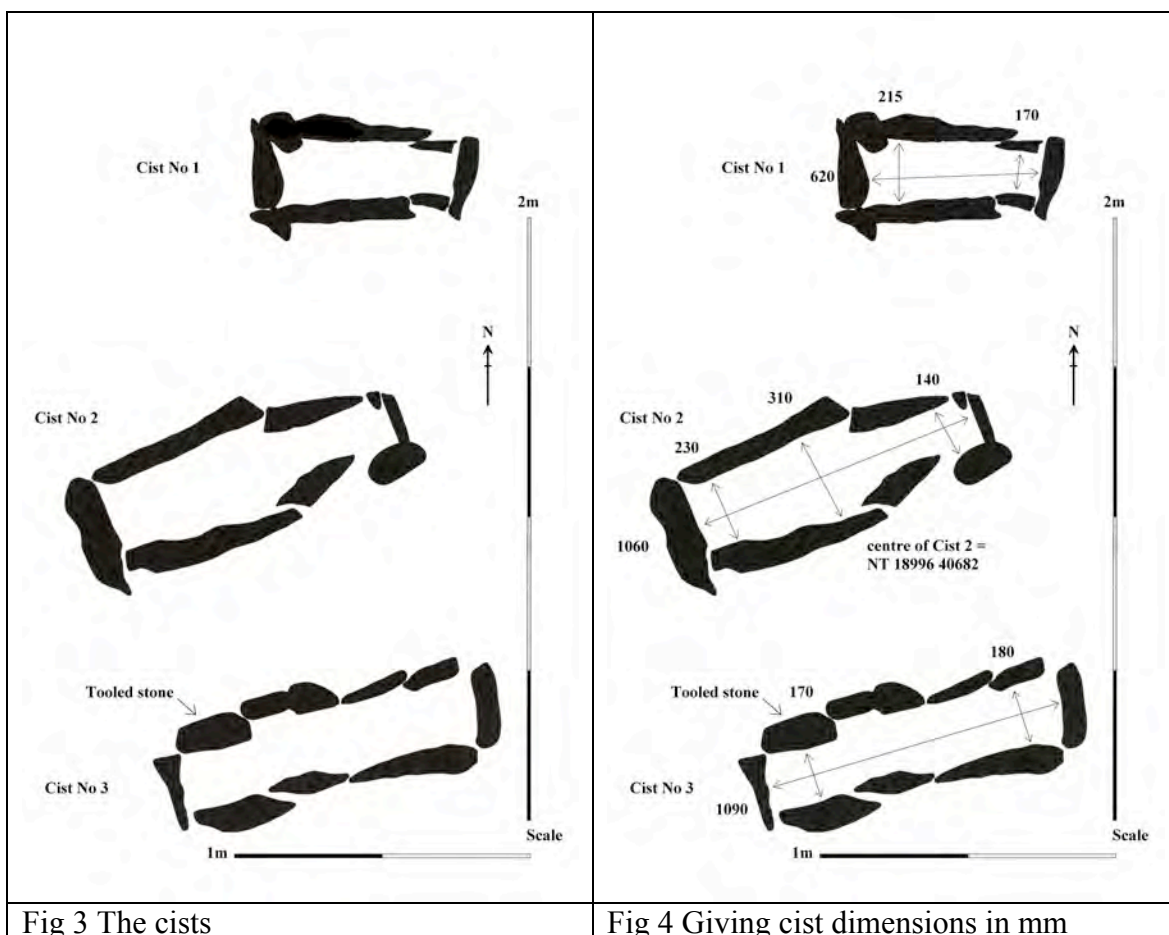 Cist No 1
2m
N
Cist No 2
Tooled stone
Cist No 3
Scale
1m
Fig 3 The cists
215
170
Cist No 1
620
2m
N
140
310
Cist No 2
230
1060
centre of Cist 2 =
NT 18996 40682
180
Tooled stone
170
Cist No 3
1090
Scale
1m
Fig 4 Giving cist dimensions in mm